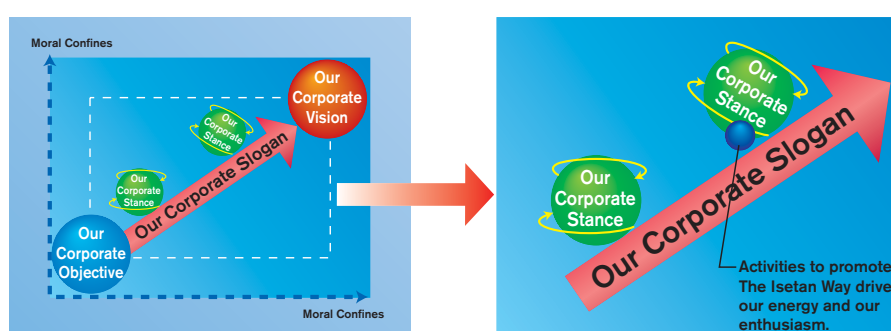 Moral Confines
Our
Corporate
Vision
Our
Corporate
Stance
Our
Corporate
Stance
Our Corporate Slogan
Our
Corporate
Objective
Moral Confines
Our
Corporate
Stance
Our
Corporate
Stance
Our Corporate Slogan
Activities to promote
The Isetan Way drive
our energy and our
enthusiasm.